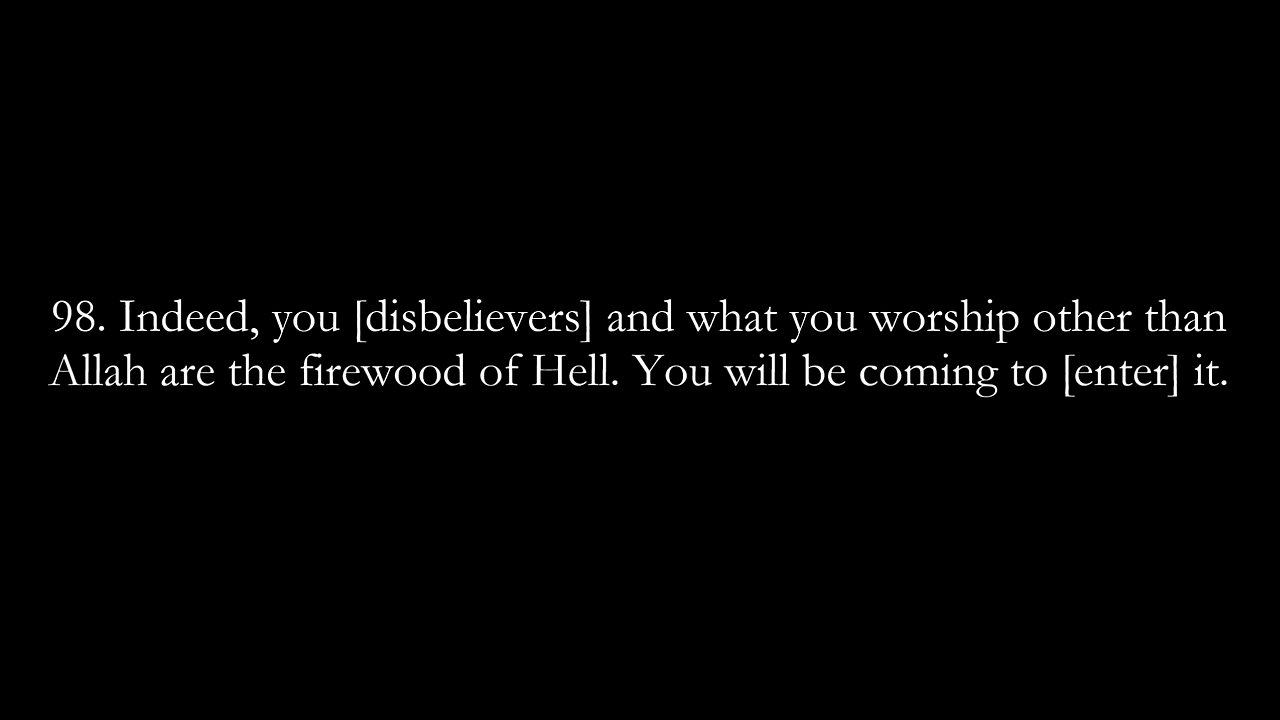 98. Indeed, you [disbelievers] and what you worship other than
Allah are the firewood of Hell. You will be coming to [enter] it.